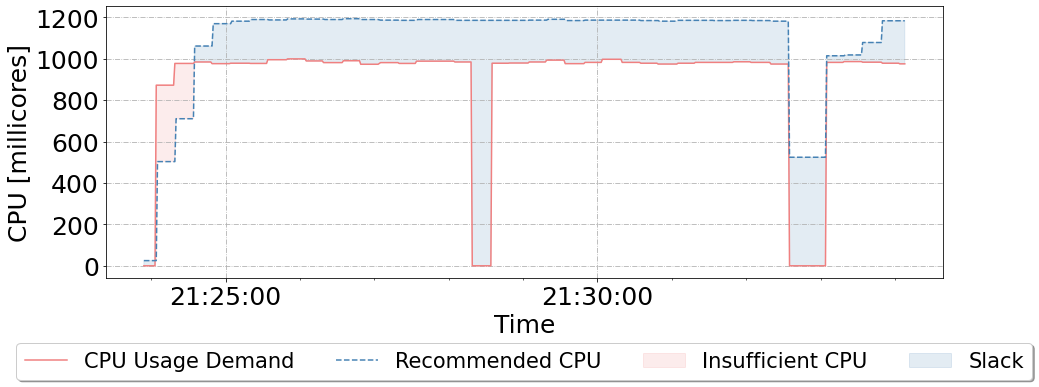 CPU [millicores]
1200
1000
800
600
400
200
0
21:25:00 21:30:00
Time
CPU Usage Demand Recommended CPU Insufficient CPU Slack